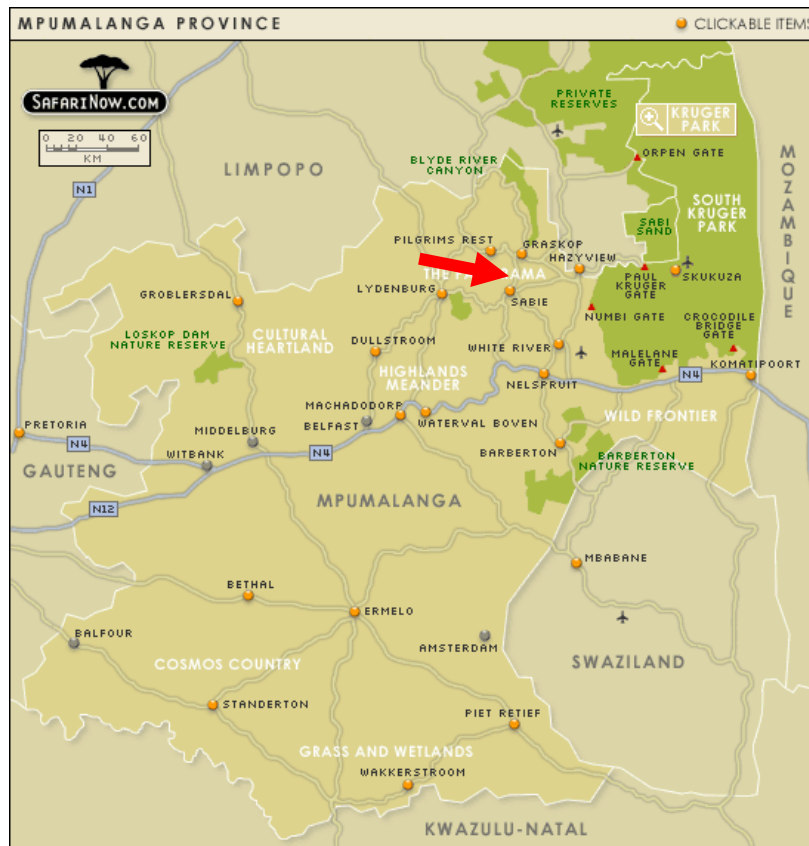 MPUMALANGA PROVINCE
CLICKABLE ITEMS
SAFARINOW.COM
0 20 40 60
KM
N1
LIMPOPO
PRIVATE
RESERVES
KRUGER
PARK
ORPEN GATE
MOZAMBIQUE
BLYDE RIVER
CANYON
SOUTH
KRUGER
PARK
SABI
SAND
PILGRIMS REST
GRASKOP
HAZYVIEW
THE
AMA
SKUKUZA
PAUL
KRUGER
GATE
LYDENBURG
SABIE
GROBLERSDAL
NUMBI GATE
CROCODILE
BRIDGE
GATE
LOSKOP DAM
NATURE RESERVE
CULTURAL
HEARTLAND
DULLSTROOM
WHITE RIVER
MALELANE
GATE
KOMATIPOORT
HIGHLANDS
MEANDER
NELSPRUIT
N4
MACHADODORP
BELFAST
WATERVAL BOVEN
WILD FRONTIER
PRETORIA
N4
MIDDELBURG
WITBANK
N4
BARBERTON
BARBERTON
NATURE RESERVE
GAUTENG
N12
MPUMALANGA
MBABANE
BETHAL
ERMELO
BALFOUR
AMSTERDAM
COSMOS COUNTRY
SWAZILAND
STANDERTON
PIET RETIEF
GRASS AND WETLANDS
WAKKERSTROOM
KWAZULU-NATAL